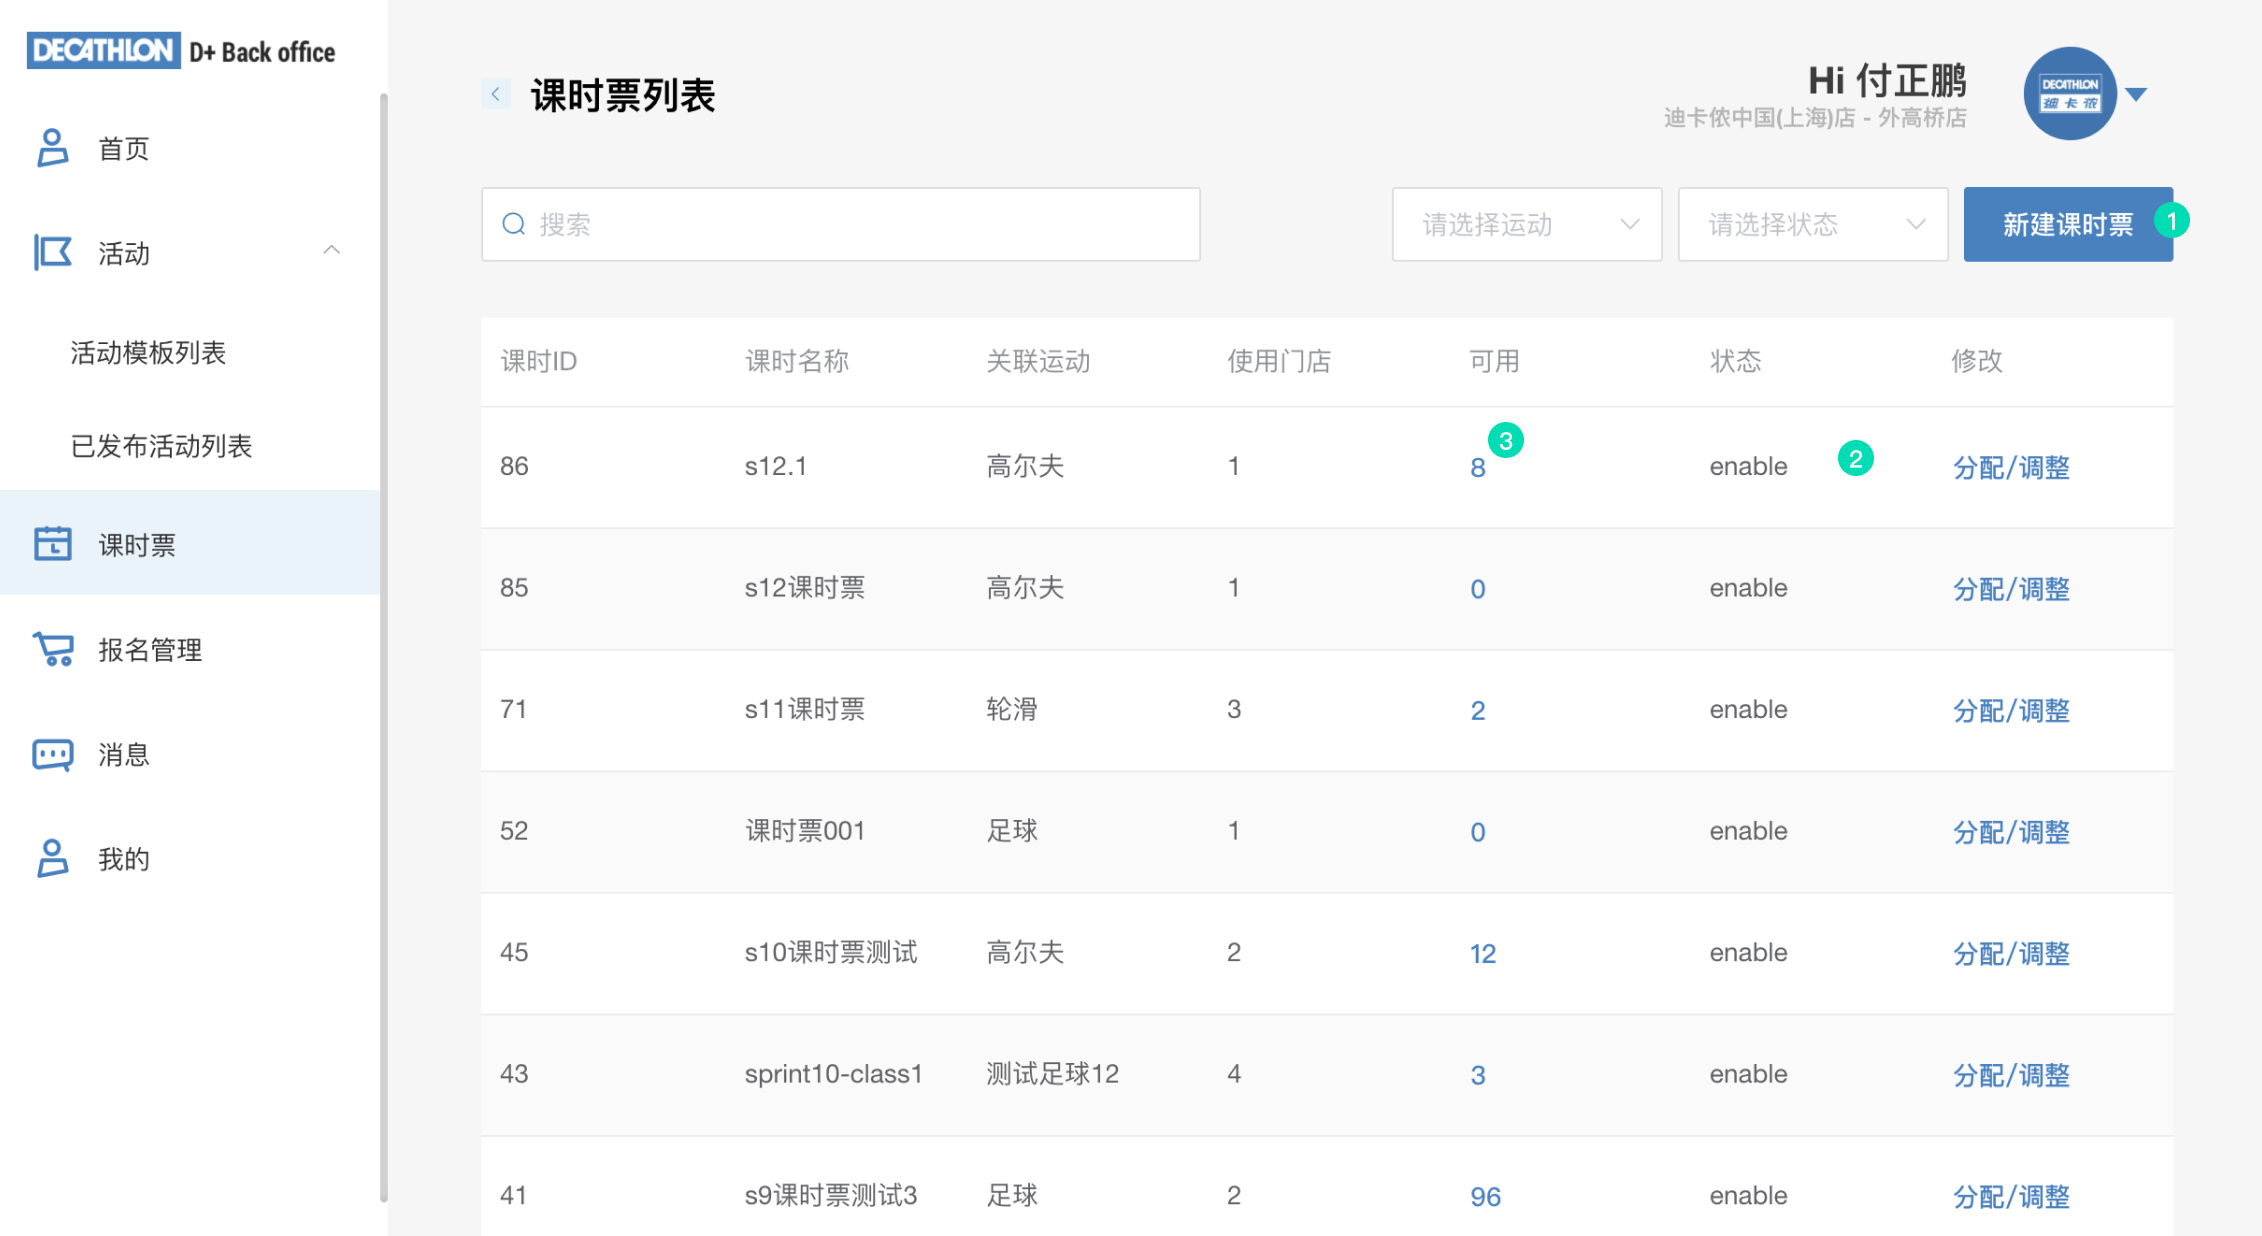 DECATHLON D+ Back office
首页
活动
活动模板列表
已发布活动列表
课时票
报名管理
消息
我的
课时票列表
Hi 付正鹏
迪卡侬中国(上海)店 - 外高桥店
DECATHLON
迪卡侬
搜索
请选择运动
请选择状态
新建课时票 1
课时ID 课时名称 关联运动 使用门店 可用 状态 修改
86 s12.1 高尔夫 1 8 3 enable 2 分配/调整
85 s12课时票 高尔夫 1 0 enable 分配/调整
71 s11课时票 轮滑 3 2 enable 分配/调整
52 课时票001 足球 1 0 enable 分配/调整
45 s10课时票测试 高尔夫 2 12 enable 分配/调整
43 sprint10-class1 测试足球12 4 3 enable 分配/调整
41 s9课时票测试3 足球 2 96 enable 分配/调整